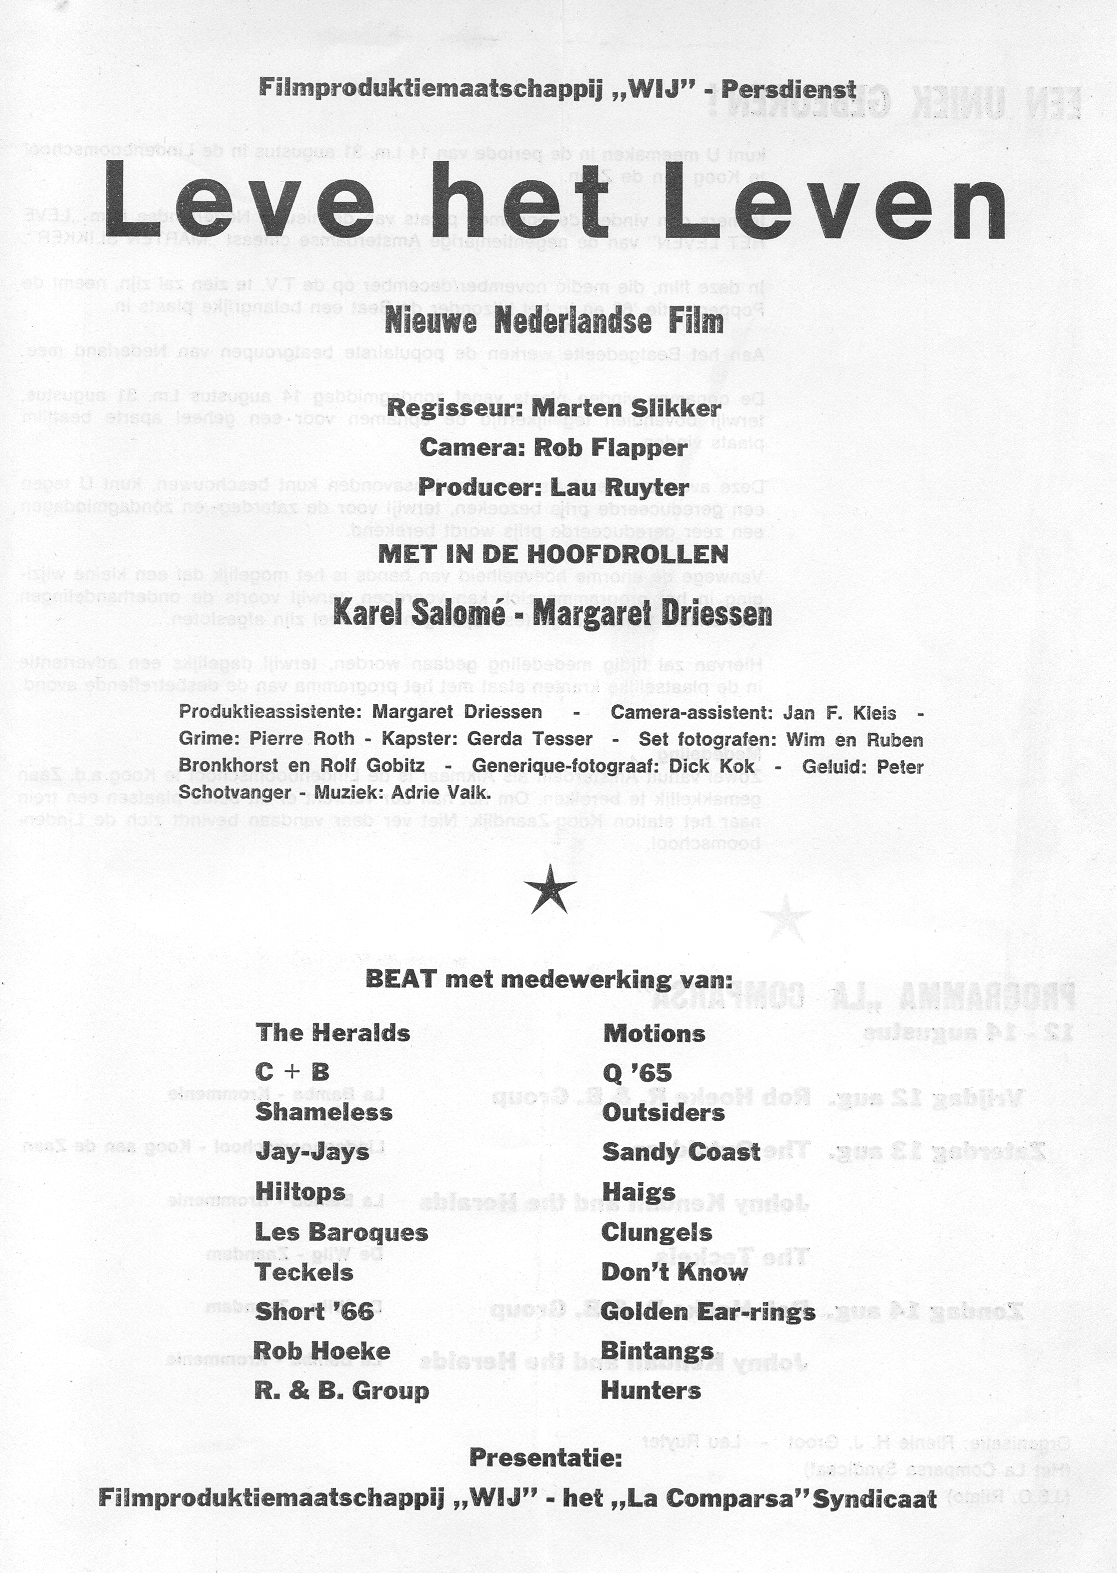 Filmproduktiemaatschappij „WIJ” - Persdienst
Leve het Leven
Nieuwe Nederlandse Film
Regisseur: Marten Slikker
Camera: Rob Flapper
Producer: Lau Ruyter
MET IN DE HOOFDROLLEN
Karel Salomé - Margaret Driessen
Produktieassistente: Margaret Driessen - Camera-assistent: Jan F. Kleis -
Grime: Pierre Roth - Kapster: Gerda Tesser - Set fotografen: Wim en Ruben
Bronkhorst en Rolf Gobitz - Generique-fotograaf: Dick Kok - Geluid: Peter
Schotvanger - Muziek: Adrie Valk.
BEAT met medewerking van:
The Heralds
C + B
Shameless
Jay-Jays
Hiltops
Les Baroques
Teckels
Short ’66
Rob Hoeke
R. & B. Group
Motions
Q ’65
Outsiders
Sandy Coast
Haigs
Clungels
Don’t Know
Golden Ear-rings
Bintangs
Hunters
Presentatie:
Filmproduktiemaatschappij „WIJ” - het „La Comparsa” Syndicaat